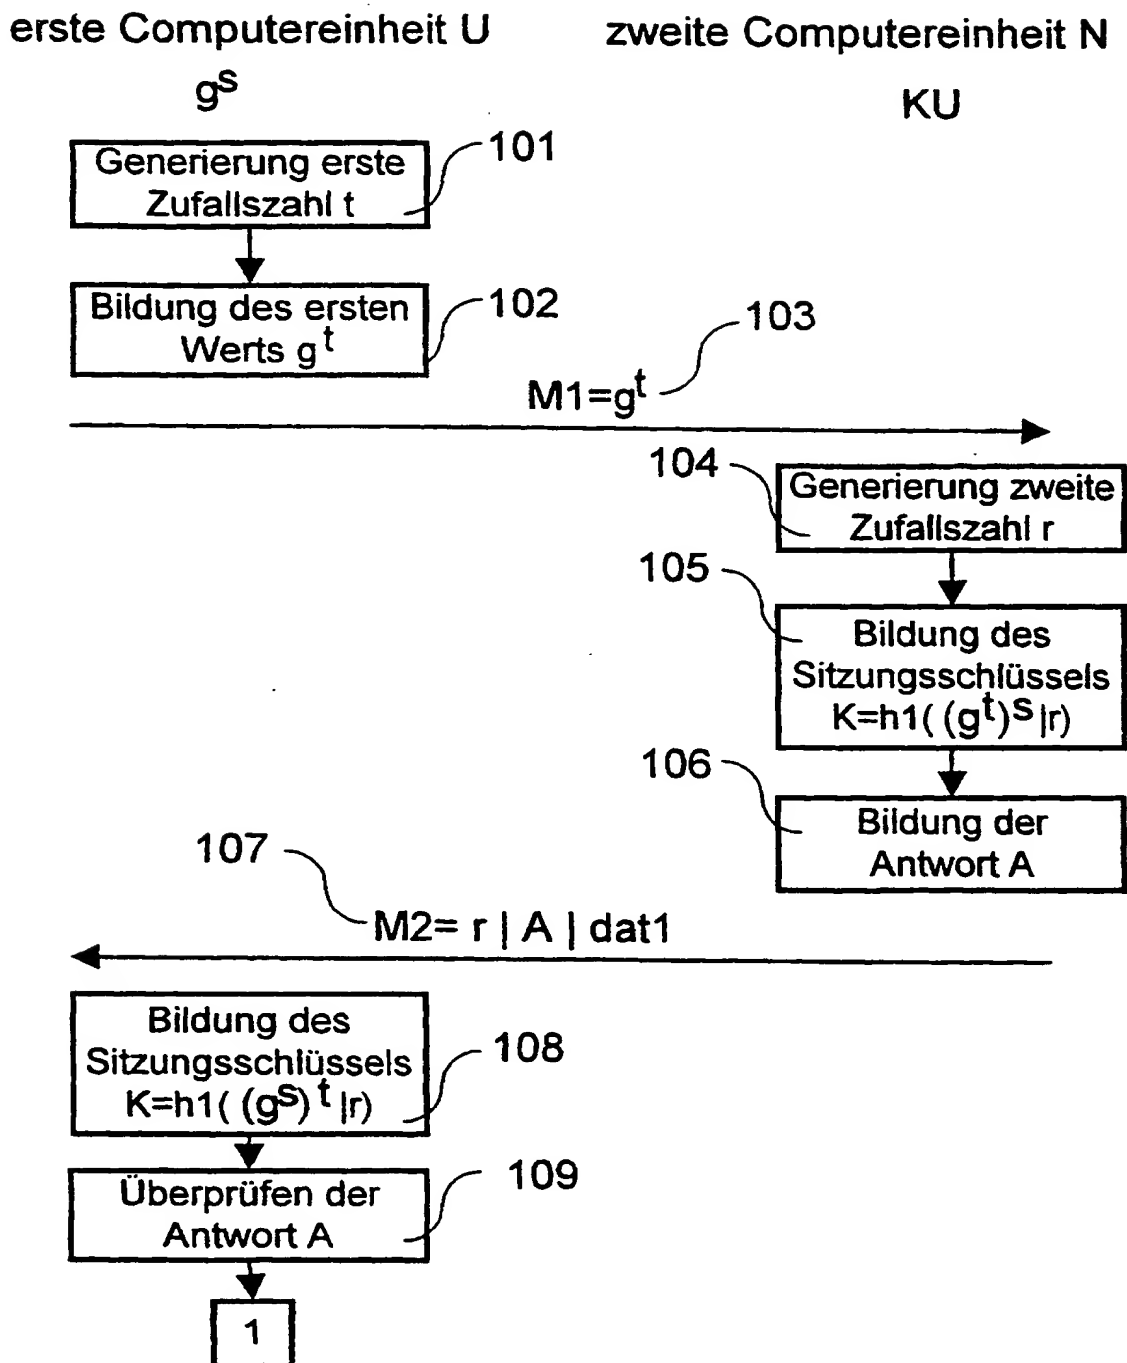 erste Computereinheit U
zweite Computereinheit N
g^s
KU
101
Generierung erste
Zufallszahl t
102
Bildung des ersten
Werts g^t
103
M1=g^t
104
Generierung zweite
Zufallszahl r
105
Bildung des
Sitzungsschlüssels
K=h1( (g^t)^s |r)
106
Bildung der
Antwort A
107
M2= r | A | dat1
Bildung des
Sitzungsschlüssels
K=h1( (g^s)^t |r)
108
Überprüfen der
Antwort A
109
1